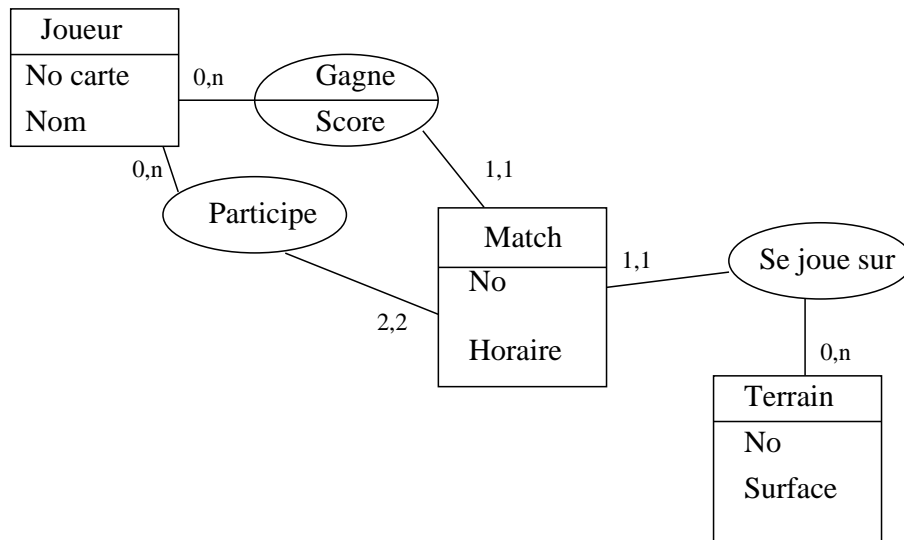 Joueur
No carte
Nom
0,n
Gagne
Score
1,1
0,n
Participe
2,2
Match
No
Horaire
1,1
Se joue sur
0,n
Terrain
No
Surface